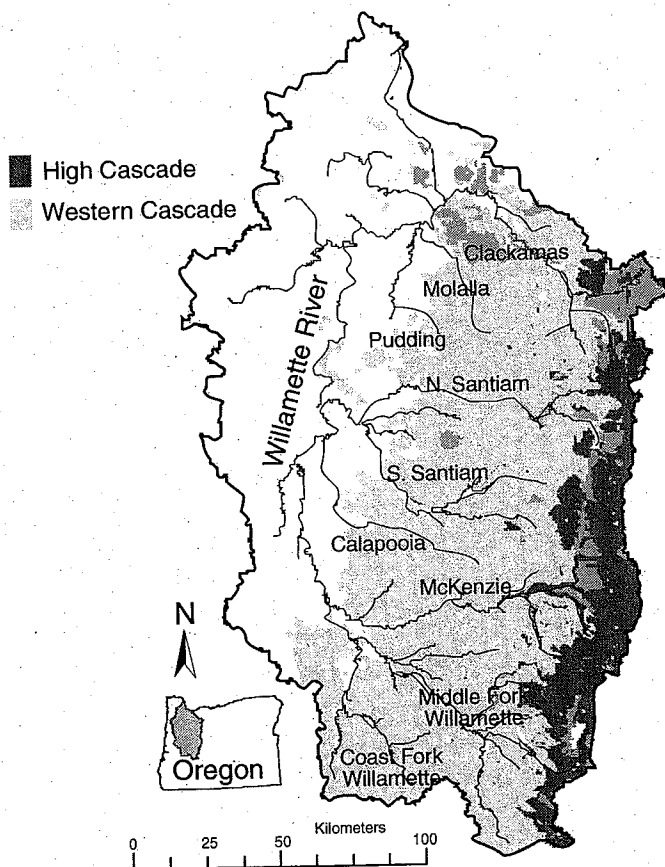 High Cascade
Western Cascade
Clackamas
Molalla
Pudding
Willamette River
N. Santiam
S. Santiam
Calapooia
McKenzie
N
Middle Fork
Willamette
Coast Fork
Willamette
Oregon
Kilometers
0 25 50 100